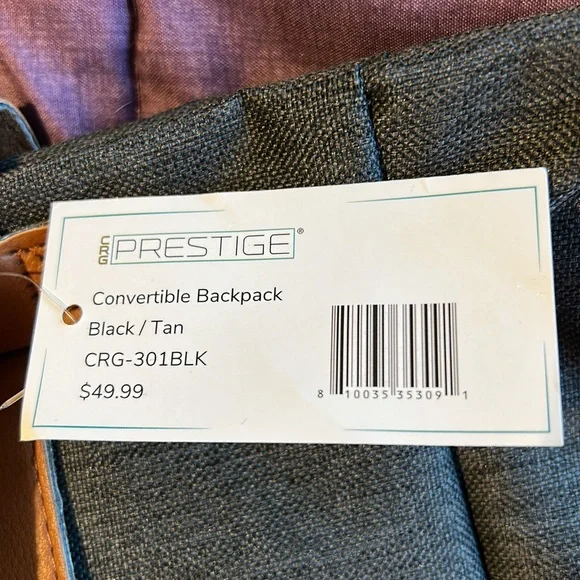 CRG PRESTIGE®
Convertible Backpack
Black / Tan
CRG-301BLK
$49.99
8 10035 35309 1